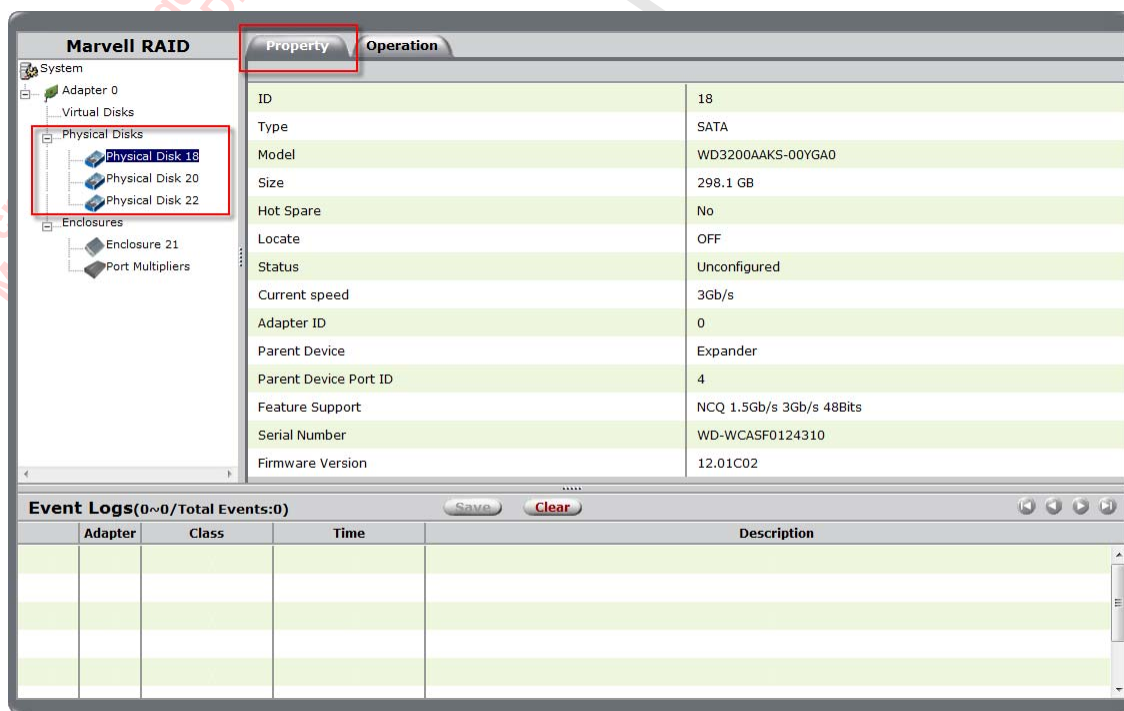 Marvell RAID
Property
Operation
System
Adapter 0
Virtual Disks
Physical Disks
Physical Disk 18
Physical Disk 20
Physical Disk 22
Enclosures
Enclosure 21
Port Multipliers
ID 18
Type SATA
Model WD3200AAKS-00YGA0
Size 298.1 GB
Hot Spare No
Locate OFF
Status Unconfigured
Current speed 3Gb/s
Adapter ID 0
Parent Device Expander
Parent Device Port ID 4
Feature Support NCQ 1.5Gb/s 3Gb/s 48Bits
Serial Number WD-WCASF0124310
Firmware Version 12.01C02
Event Logs(0~0/Total Events:0) Save Clear
Adapter Class Time Description